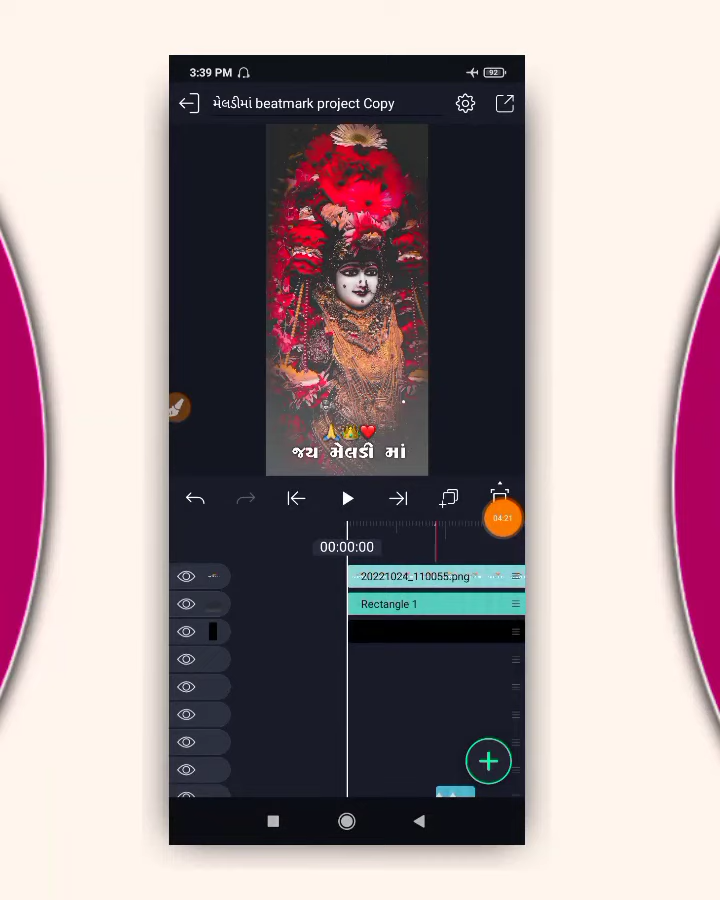 3:39 PM
92
મેલડીમાં beatmark project Copy
🙏👑❤️
જય મેલડી માં
04:21
00:00:00
20221024_110055.png
Rectangle 1